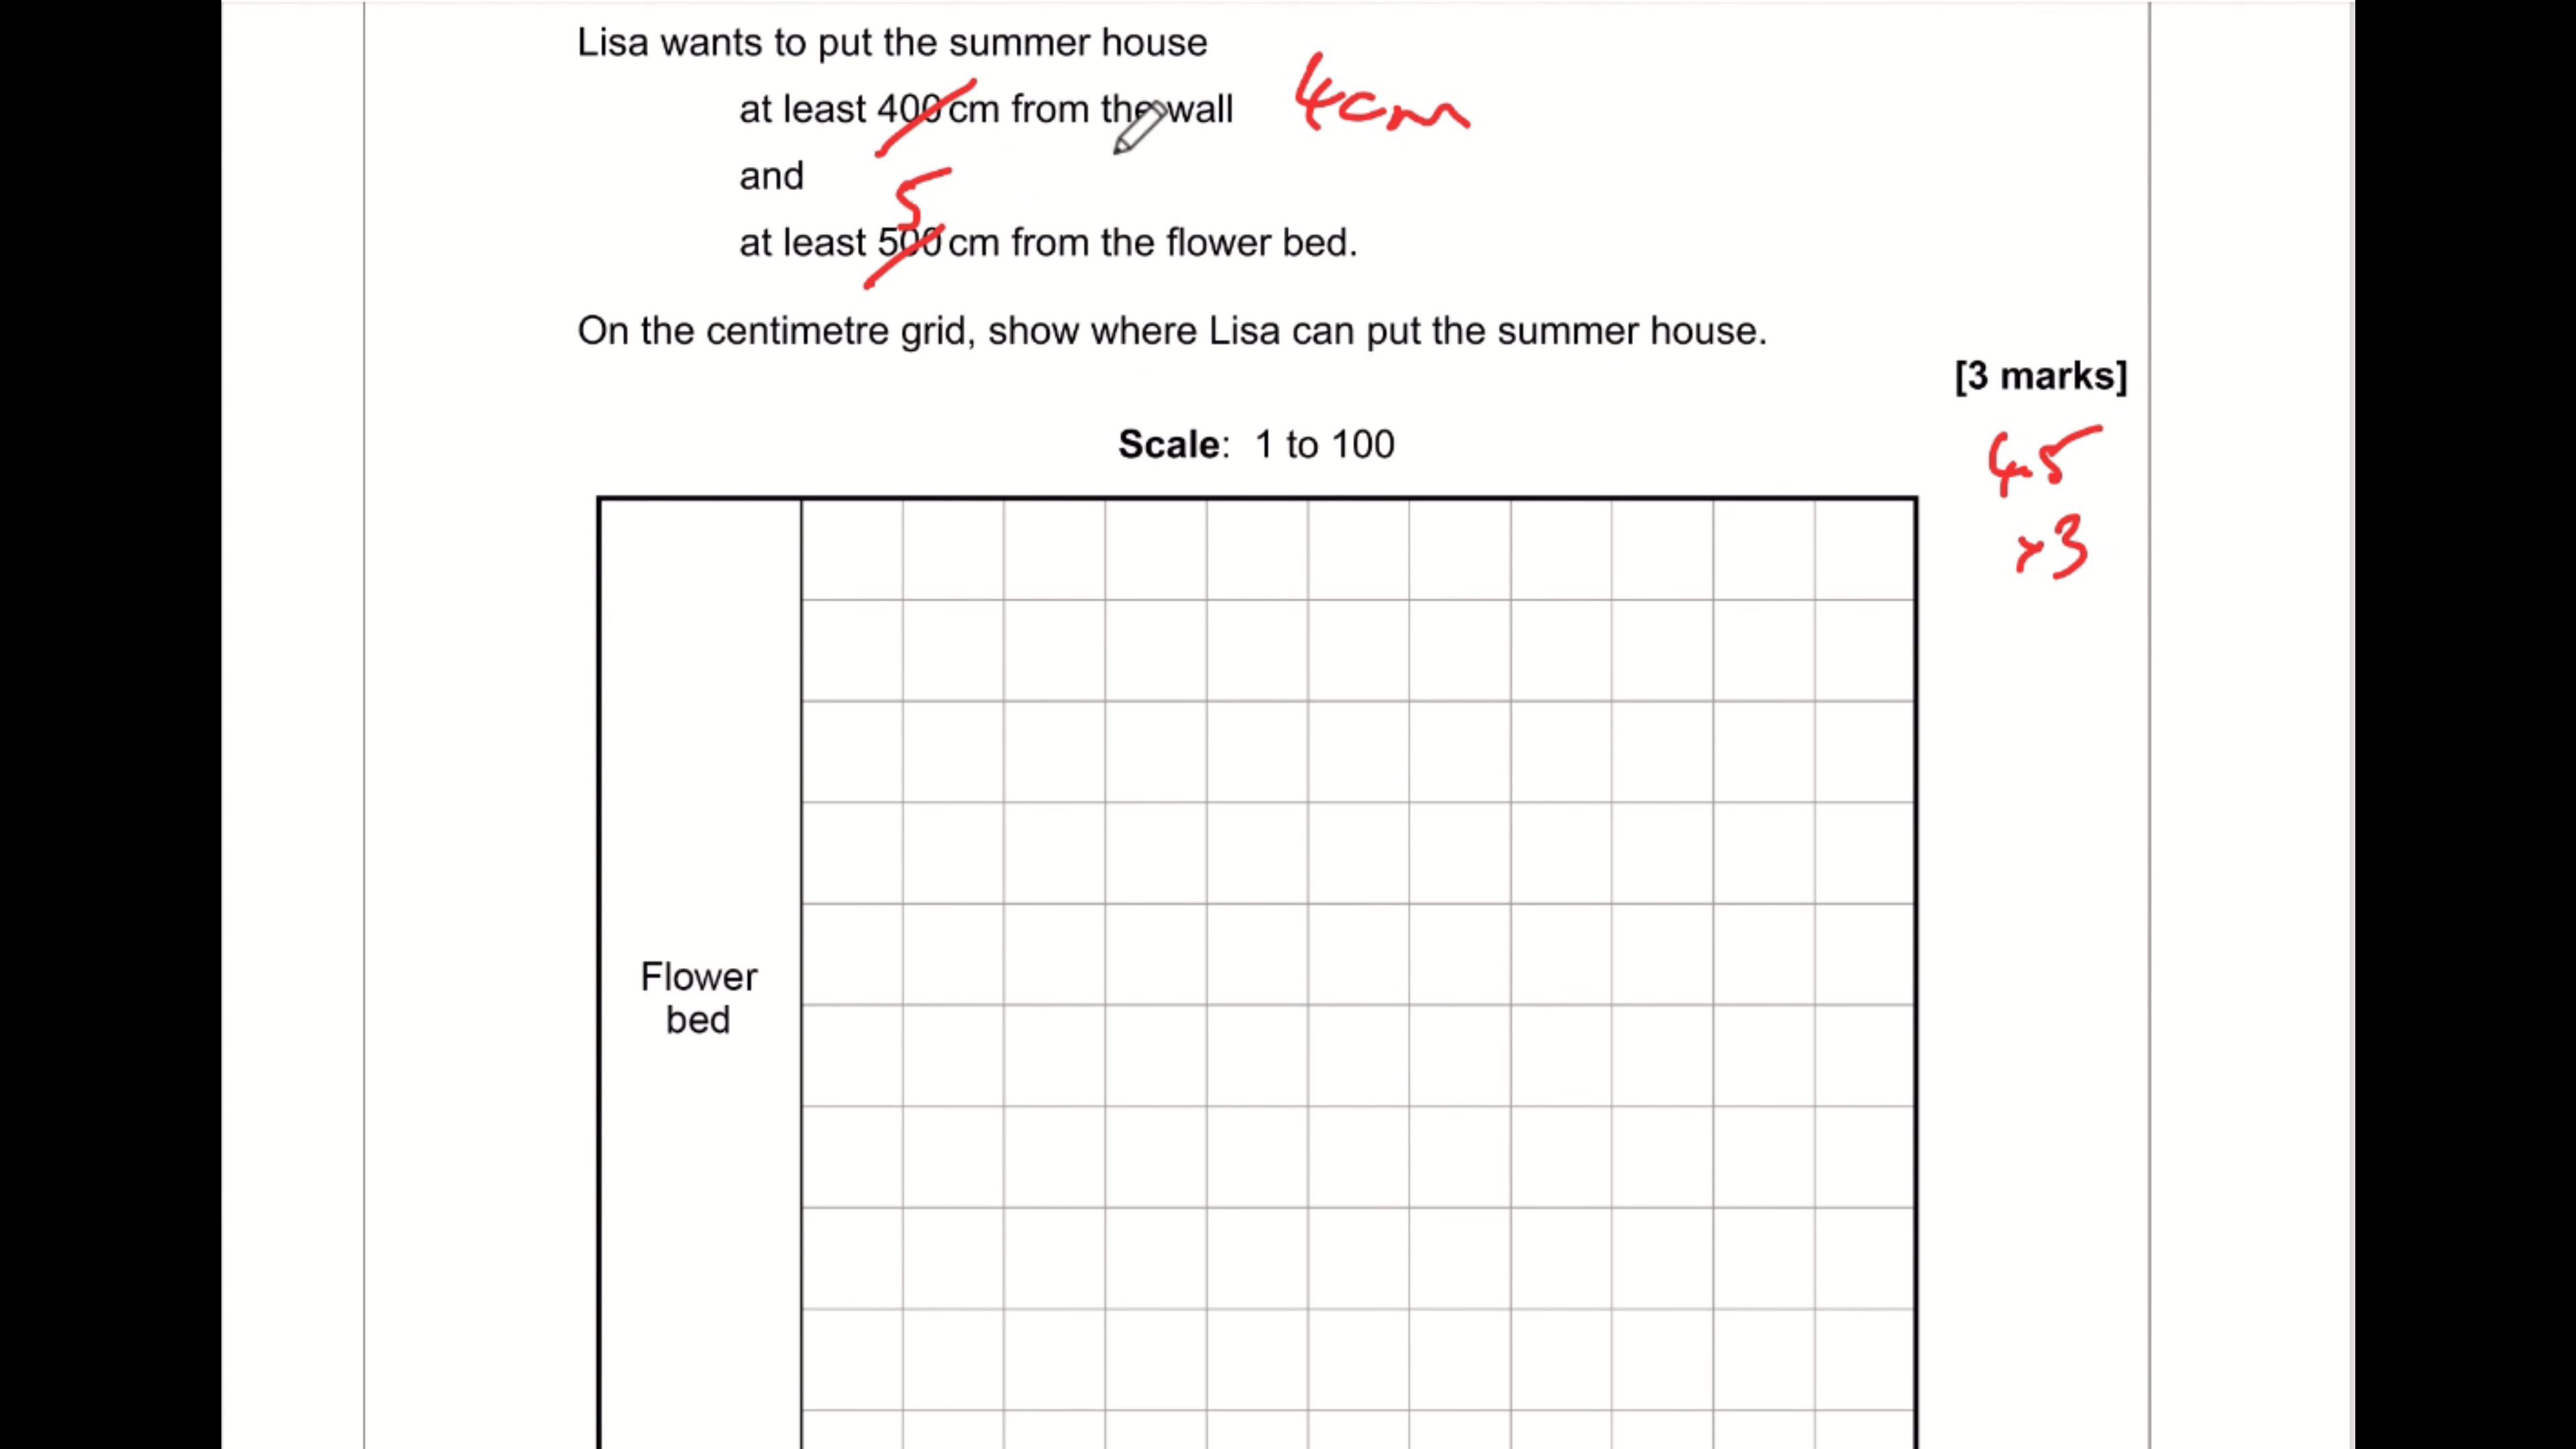 Lisa wants to put the summer house
at least 400 cm from the wall 4cm
and
5
at least 500 cm from the flower bed.
On the centimetre grid, show where Lisa can put the summer house.
[3 marks]
Scale: 1 to 100
4.5
×3
Flower
bed